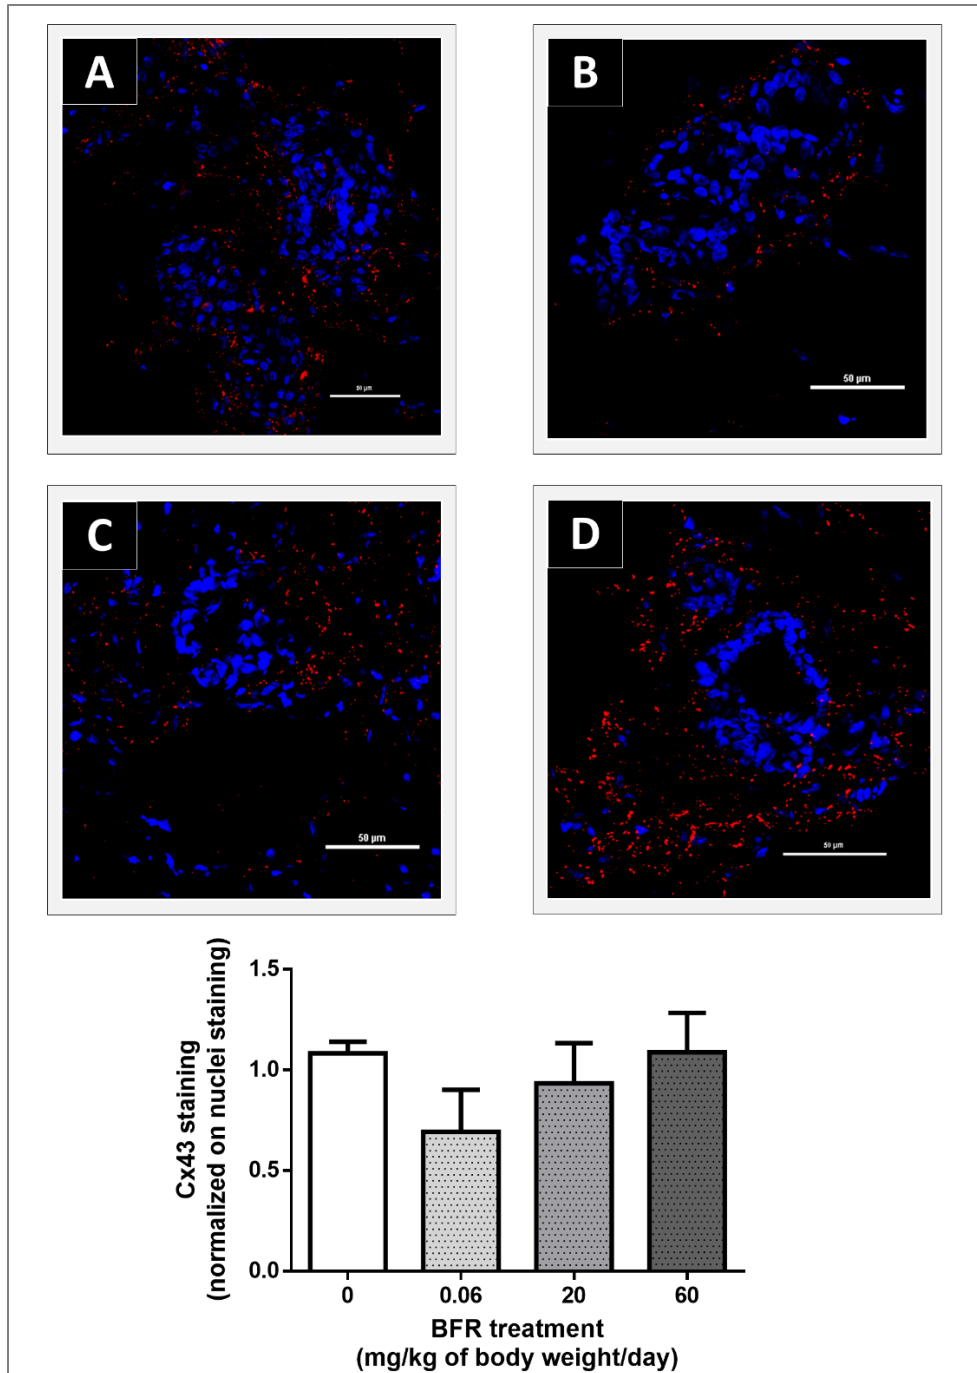 A
B
50 µm
50 µm
C
D
50 µm
50 µm
Cx43 staining
(normalized on nuclei staining)
1.5
1.0
0.5
0.0
0
0.06
20
60
BFR treatment
(mg/kg of body weight/day)